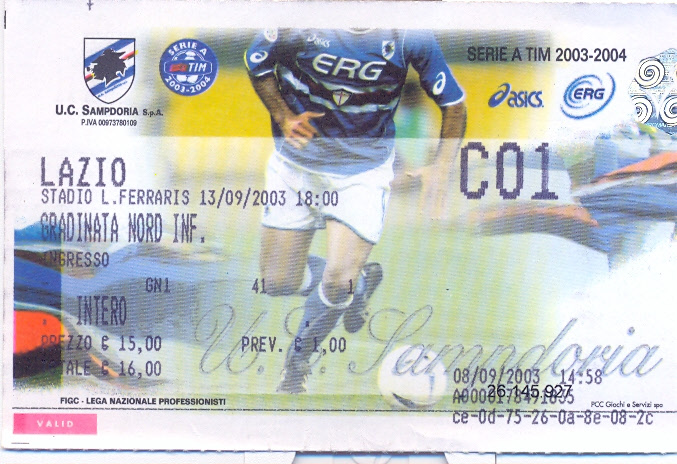 SERIE A TIM 2003-2004
SERIE A
TIM
2003-2004
ERG
asics
ERG
U.C. SAMPDORIA S.p.A.
P.IVA 00973780109
LAZIO
C01
STADIO L.FERRARIS 13/09/2003 18:00
GRADINATA NORD INF.
INGRESSO
GN1 41 1
. INTERO .
PREZZO € 15,00 PREV. € 1,00
TALE € 16,00
U. C. Sampdoria
08/09/2003 14:58
26.145.927
FIGC - LEGA NAZIONALE PROFESSIONISTI
PCC Giochi e Servizi spa
VALID
ce-0d-75-26-0a-8e-08-2c